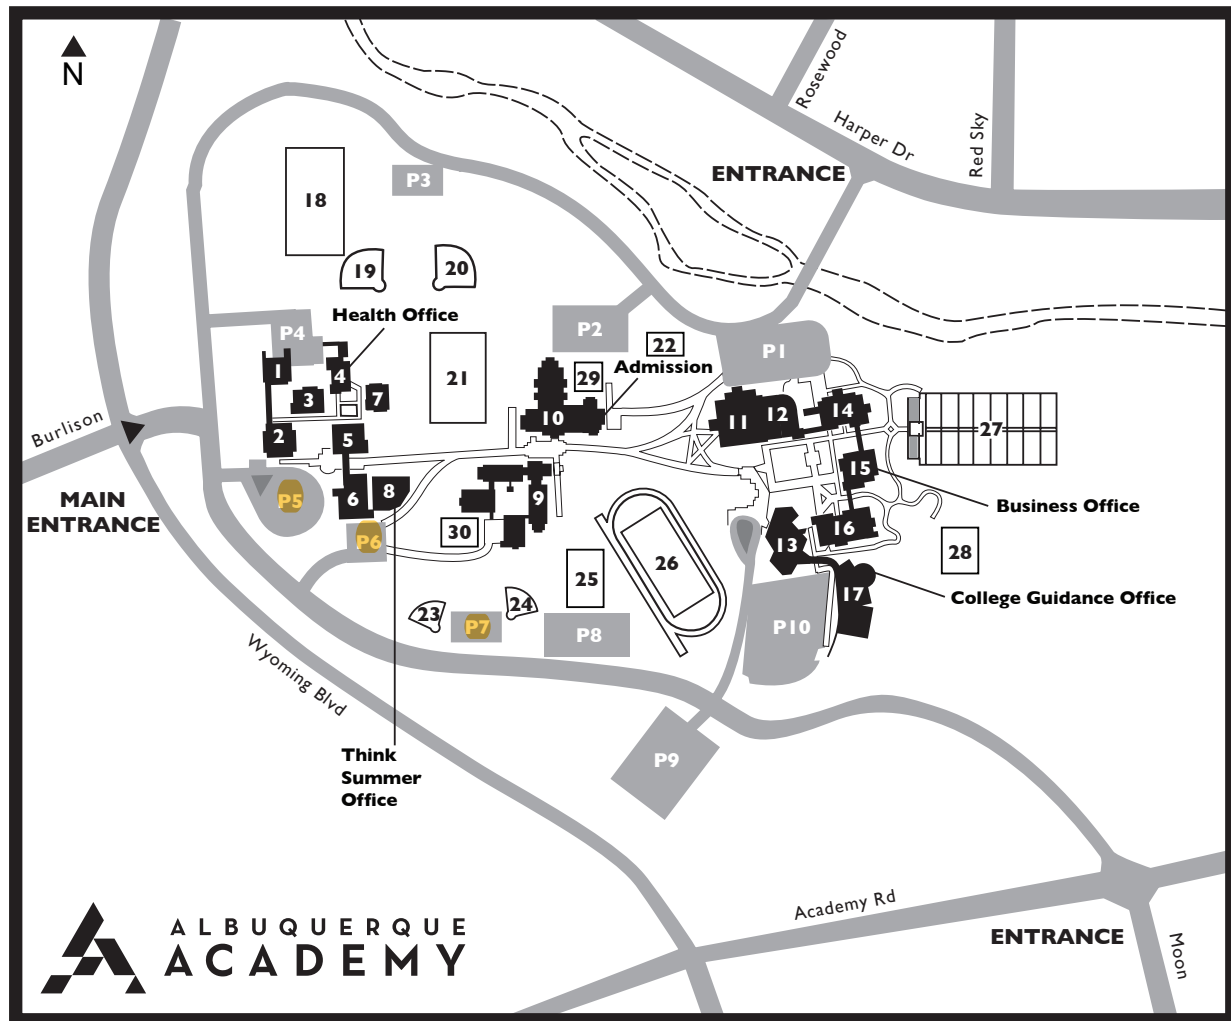 N
Rosewood
Harper Dr
Red Sky
ENTRANCE
P3
18
19
20
Health Office
P4
P2
22
P1
Admission
1
4
3
7
21
29
10
11
12
14
27
2
5
Burlison
15
MAIN
ENTRANCE
P5
6
8
9
Business Office
30
P6
16
13
28
26
25
17
College Guidance Office
23
24
P7
P8
P10
Wyoming Blvd
Think
Summer
Office
P9
Academy Rd
ENTRANCE
Moon
ALBUQUERQUE
ACADEMY